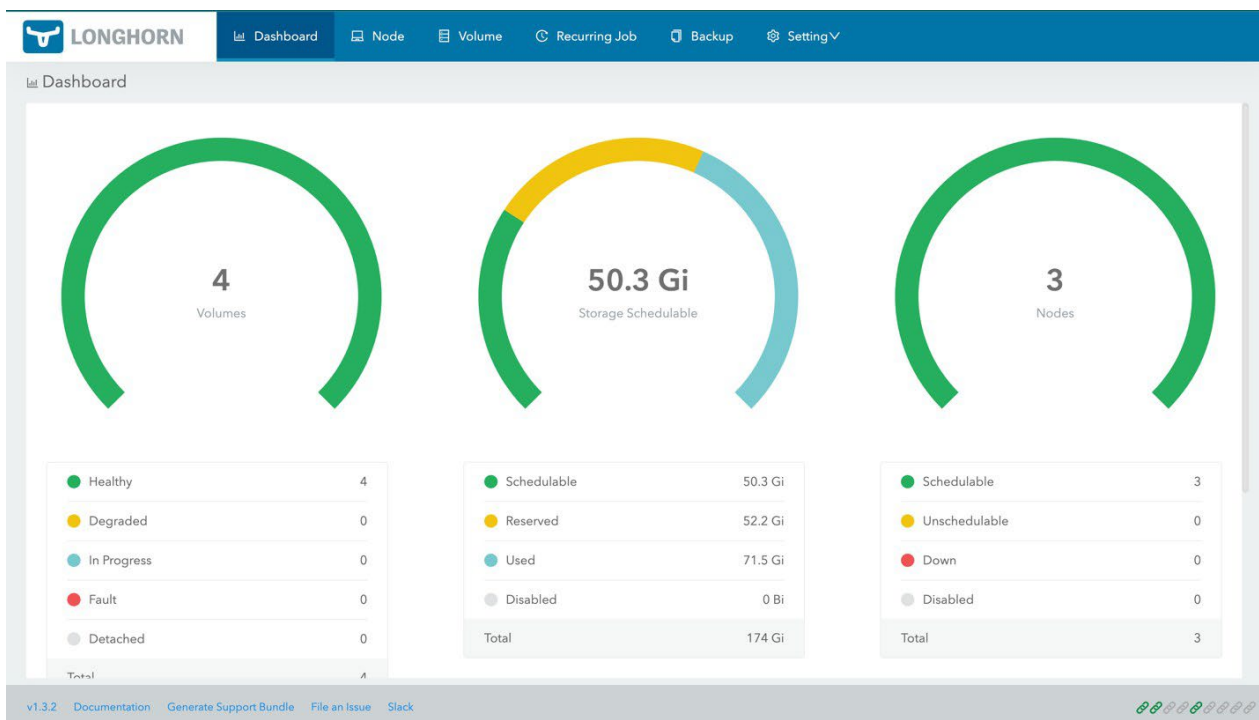 LONGHORN Dashboard Node Volume Recurring Job Backup Setting
Dashboard
4
Volumes
50.3 Gi
Storage Schedulable
3
Nodes
Healthy 4
Degraded 0
In Progress 0
Fault 0
Detached 0
Total 4
Schedulable 50.3 Gi
Reserved 52.2 Gi
Used 71.5 Gi
Disabled 0 Bi
Total 174 Gi
Schedulable 3
Unschedulable 0
Down 0
Disabled 0
Total 3
v1.3.2 Documentation Generate Support Bundle File an Issue Slack